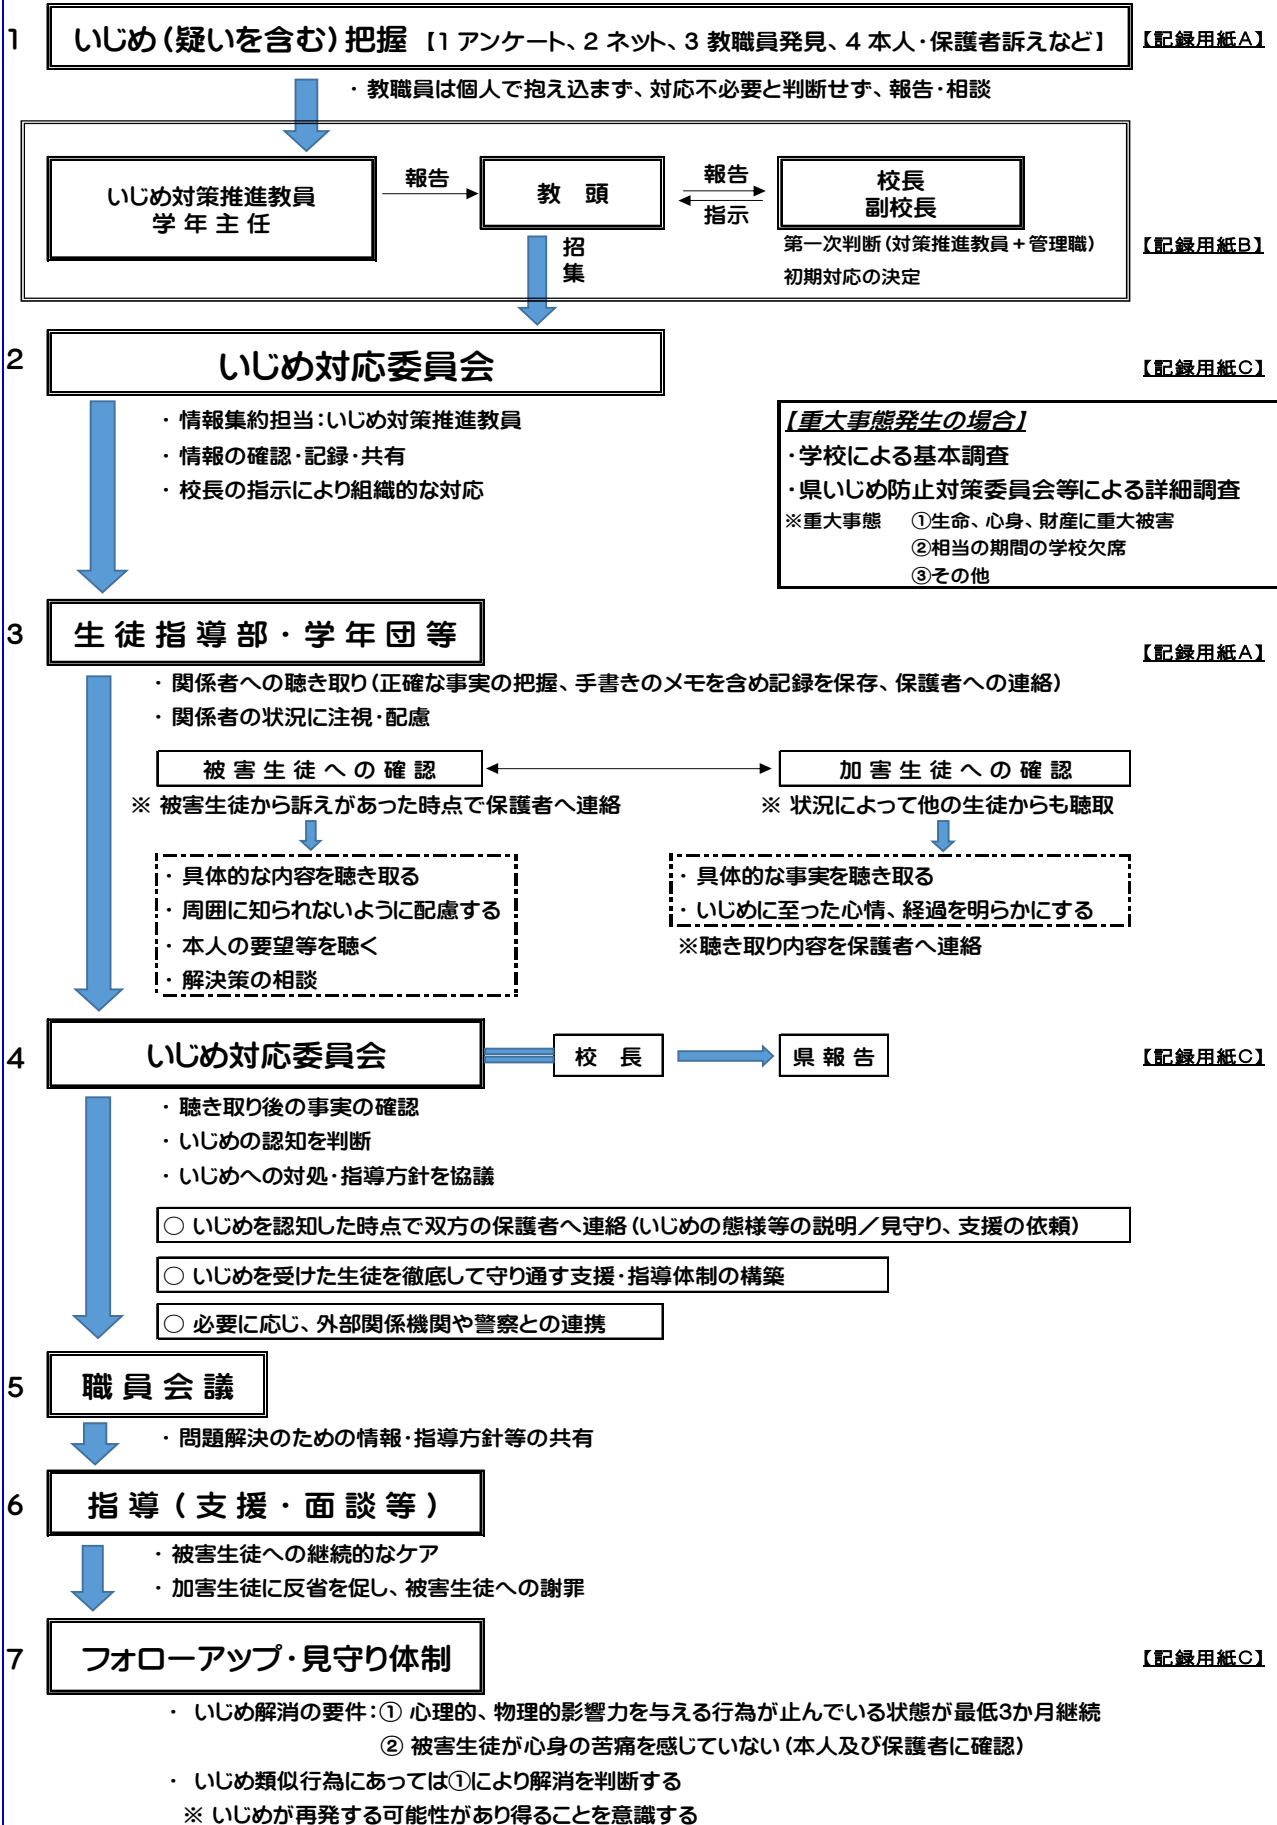 1 いじめ（疑いを含む）把握 【1 アンケート、2 ネット、3 教職員発見、4 本人・保護者訴えなど】 【記録用紙A】
・ 教職員は個人で抱え込まず、対応不必要と判断せず、報告・相談
いじめ対策推進教員
学 年 主 任
報告
教 頭
報告
指示
校長
副校長
招集
第一次判断（対策推進教員＋管理職）
初期対応の決定
【記録用紙B】
2 いじめ対応委員会 【記録用紙C】
・ 情報集約担当：いじめ対策推進教員
・ 情報の確認・記録・共有
・ 校長の指示により組織的な対応
【重大事態発生の場合】
・学校による基本調査
・県いじめ防止対策委員会等による詳細調査
※重大事態 ①生命、心身、財産に重大被害
②相当の期間の学校欠席
③その他
3 生 徒 指 導 部 ・ 学 年 団 等 【記録用紙A】
・ 関係者への聴き取り（正確な事実の把握、手書きのメモを含め記録を保存、保護者への連絡）
・ 関係者の状況に注視・配慮
被 害 生 徒 へ の 確 認
加 害 生 徒 へ の 確 認
※ 被害生徒から訴えがあった時点で保護者へ連絡
※ 状況によって他の生徒からも聴取
・ 具体的な内容を聴き取る
・ 周囲に知られないように配慮する
・ 本人の要望等を聴く
・ 解決策の相談
・ 具体的な事実を聴き取る
・ いじめに至った心情、経過を明らかにする
※聴き取り内容を保護者へ連絡
4 いじめ対応委員会 校 長 県 報 告 【記録用紙C】
・ 聴き取り後の事実の確認
・ いじめの認知を判断
・ いじめへの対処・指導方針を協議
○ いじめを認知した時点で双方の保護者へ連絡（いじめの態様等の説明／見守り、支援の依頼）
○ いじめを受けた生徒を徹底して守り通す支援・指導体制の構築
○ 必要に応じ、外部関係機関や警察との連携
5 職 員 会 議
・ 問題解決のための情報・指導方針等の共有
6 指 導 （ 支 援 ・ 面 談 等 ）
・ 被害生徒への継続的なケア
・ 加害生徒に反省を促し、被害生徒への謝罪
7 フォローアップ・見守り体制 【記録用紙C】
・ いじめ解消の要件：① 心理的、物理的影響力を与える行為が止んでいる状態が最低3か月継続
② 被害生徒が心身の苦痛を感じていない（本人及び保護者に確認）
・ いじめ類似行為にあっては①により解消を判断する
※ いじめが再発する可能性があり得ることを意識する